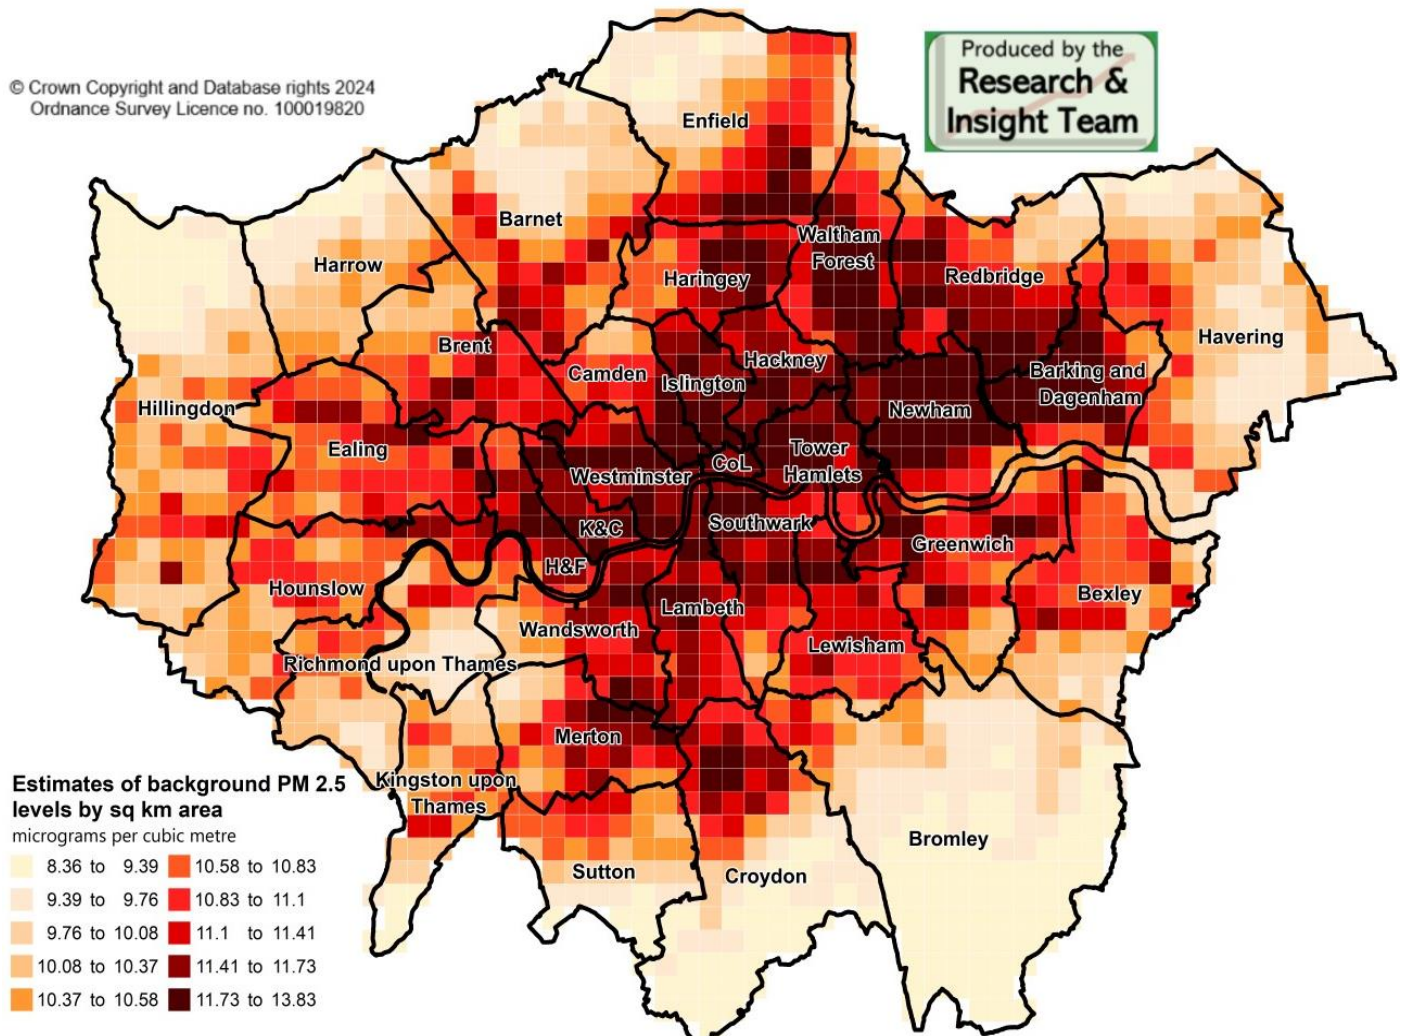 © Crown Copyright and Database rights 2024
Ordnance Survey Licence no. 100019820
Produced by the
Research &
Insight Team
Enfield
Barnet
Harrow
Haringey
Waltham
Forest
Redbridge
Havering
Brent
Camden
Islington
Hackney
Barking and
Dagenham
Hillingdon
Newham
Ealing
Westminster
CoL
Tower
Hamlets
K&C
Southwark
Greenwich
H&F
Hounslow
Lambeth
Bexley
Wandsworth
Lewisham
Richmond upon Thames
Merton
Kingston upon
Thames
Bromley
Sutton
Croydon
Estimates of background PM 2.5
levels by sq km area
micrograms per cubic metre
8.36 to 9.39
9.39 to 9.76
9.76 to 10.08
10.08 to 10.37
10.37 to 10.58
10.58 to 10.83
10.83 to 11.1
11.1 to 11.41
11.41 to 11.73
11.73 to 13.83